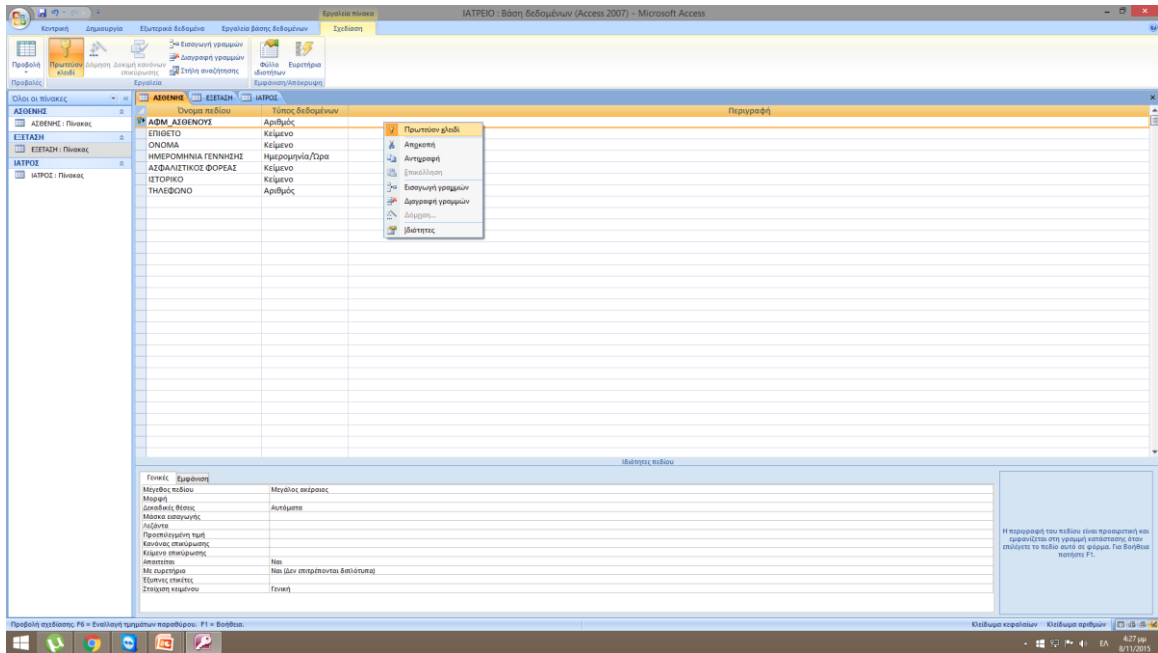 Εργαλεία πίνακα
ΙΑΤΡΕΙΟ : Βάση δεδομένων (Access 2007) - Microsoft Access
Κεντρική Δημιουργία Εξωτερικά δεδομένα Εργαλεία βάσης δεδομένων Σχεδίαση
Προβολή
Πρωτεύον κλειδί
Δόμηση
Δοκιμή κανόνων επικύρωσης
Εισαγωγή γραμμών
Διαγραφή γραμμών
Στήλη αναζήτησης
Φύλλο ιδιοτήτων
Ευρετήρια
Προβολές Εργαλεία Εμφάνιση/Απόκρυψη
Όλοι οι πίνακες
ΑΣΘΕΝΗΣ
ΑΣΘΕΝΗΣ : Πίνακας
ΕΞΕΤΑΣΗ
ΕΞΕΤΑΣΗ : Πίνακας
ΙΑΤΡΟΣ
ΙΑΤΡΟΣ : Πίνακας
ΑΣΘΕΝΗΣ ΕΞΕΤΑΣΗ ΙΑΤΡΟΣ
Όνομα πεδίου Τύπος δεδομένων Περιγραφή
ΑΦΜ_ΑΣΘΕΝΟΥΣ Αριθμός
ΕΠΙΘΕΤΟ Κείμενο
ΟΝΟΜΑ Κείμενο
ΗΜΕΡΟΜΗΝΙΑ ΓΕΝΝΗΣΗΣ Ημερομηνία/Ώρα
ΑΣΦΑΛΙΣΤΙΚΟΣ ΦΟΡΕΑΣ Κείμενο
ΙΣΤΟΡΙΚΟ Κείμενο
ΤΗΛΕΦΩΝΟ Αριθμός
Πρωτεύον κλειδί
Αποκοπή
Αντιγραφή
Επικόλληση
Εισαγωγή γραμμών
Διαγραφή γραμμών
Δόμηση...
Ιδιότητες
Ιδιότητες πεδίου
Γενικές Εμφάνιση
Μέγεθος πεδίου Μεγάλος ακέραιος
Μορφή
Δεκαδικές θέσεις Αυτόματα
Μάσκα εισαγωγής
Λεζάντα
Προεπιλεγμένη τιμή
Κανόνας επικύρωσης
Κείμενο επικύρωσης
Απαιτείται Ναι
Με ευρετήριο Ναι (Δεν επιτρέπονται διπλότυπα)
Έξυπνες ετικέτες
Στοίχιση κειμένου Γενική
Η περιγραφή του πεδίου είναι προαιρετική και
εμφανίζεται στη γραμμή κατάστασης όταν
επιλέγετε το πεδίο αυτό σε φόρμα. Για Βοήθεια
πατήστε F1.
Προβολή σχεδίασης. F6 = Εναλλαγή τμημάτων παραθύρου. F1 = Βοήθεια.
Κλείδωμα κεφαλαίων Κλείδωμα αριθμών
ΕΛ
4:27 μμ
8/11/2015